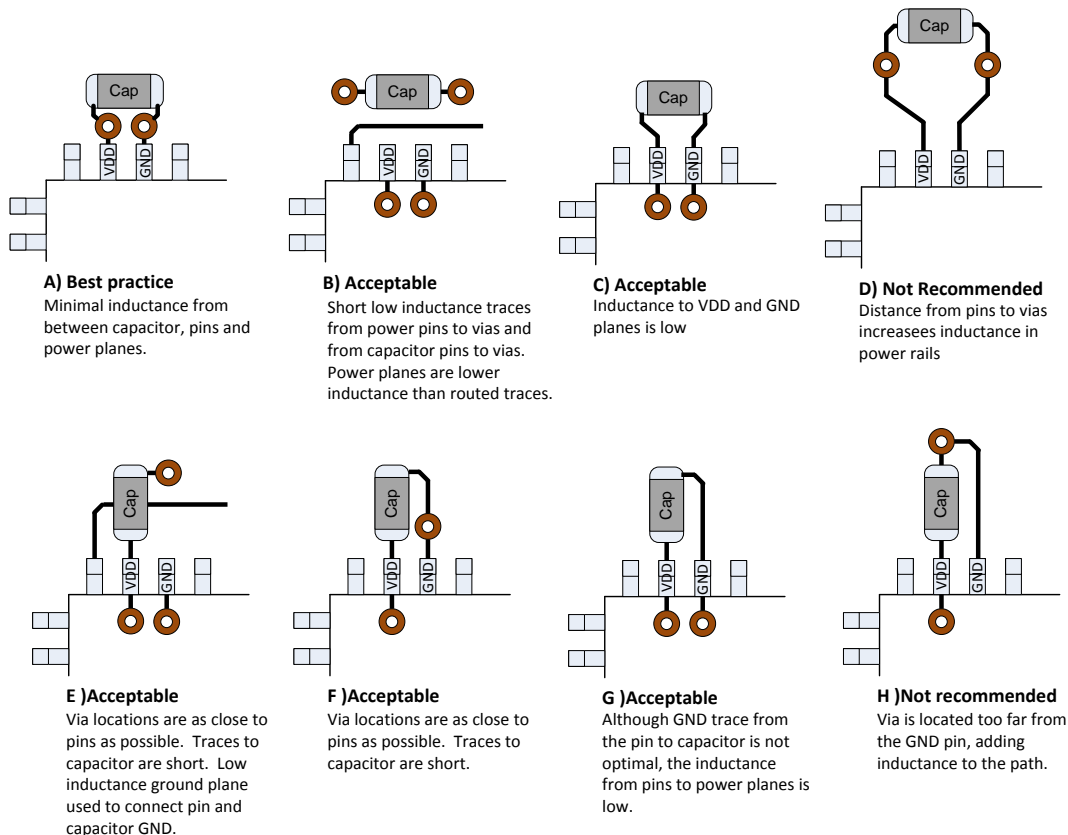 Cap
VDD
GND
A) Best practice
Minimal inductance from
between capacitor, pins and
power planes.
Cap
VDD
GND
B) Acceptable
Short low inductance traces
from power pins to vias and
from capacitor pins to vias.
Power planes are lower
inductance than routed traces.
Cap
VDD
GND
C) Acceptable
Inductance to VDD and GND
planes is low
Cap
VDD
GND
D) Not Recommended
Distance from pins to vias
increasees inductance in
power rails
Cap
VDD
GND
E )Acceptable
Via locations are as close to
pins as possible.  Traces to
capacitor are short.  Low
inductance ground plane
used to connect pin and
capacitor GND.
Cap
VDD
GND
F )Acceptable
Via locations are as close to
pins as possible.  Traces to
capacitor are short.
Cap
VDD
GND
G )Acceptable
Although GND trace from
the pin to capacitor is not
optimal, the inductance
from pins to power planes is
low.
Cap
VDD
GND
H )Not recommended
Via is located too far from
the GND pin, adding
inductance to the path.